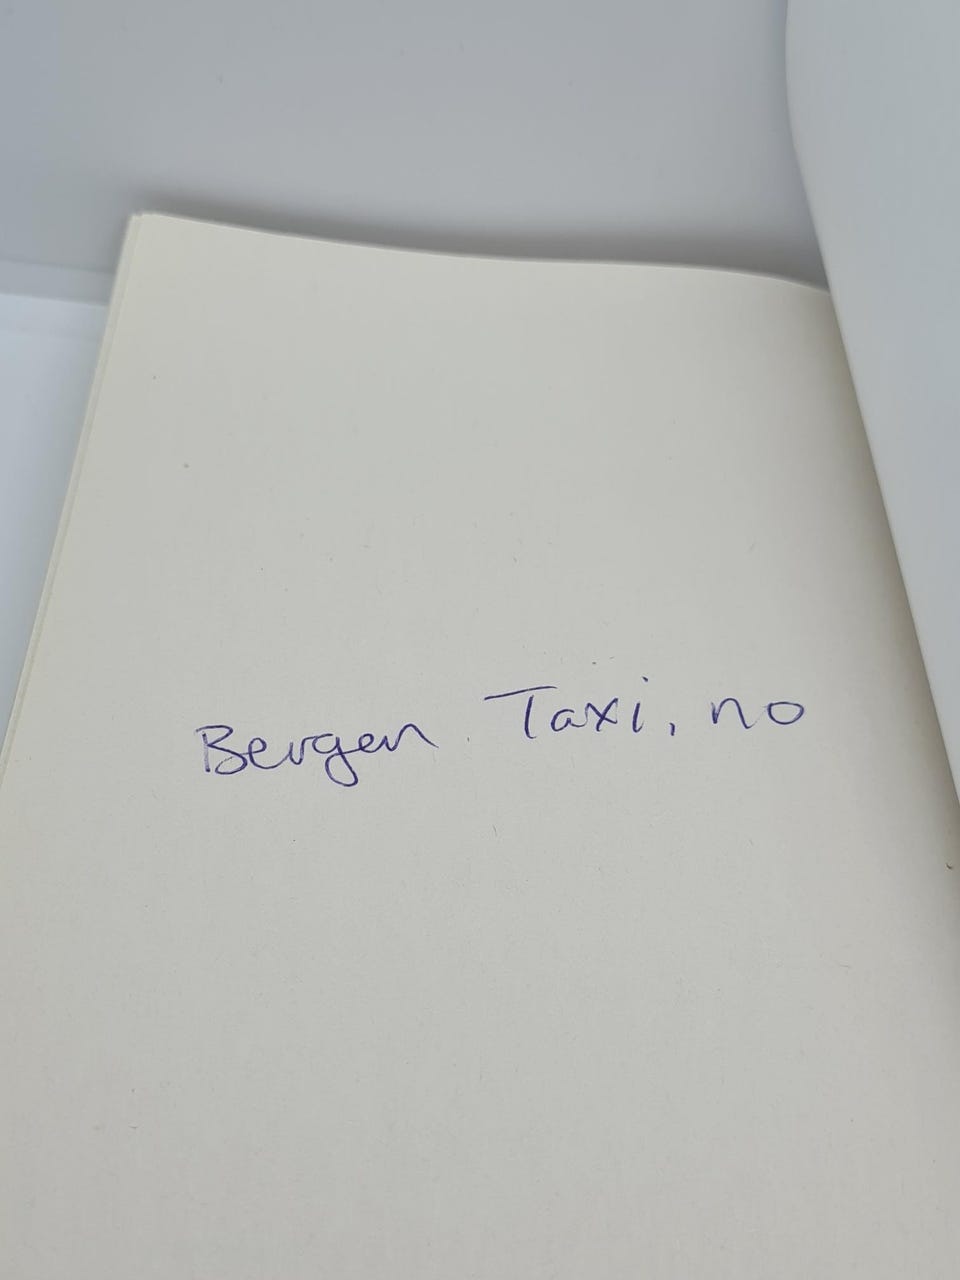 Bergen Taxi, no